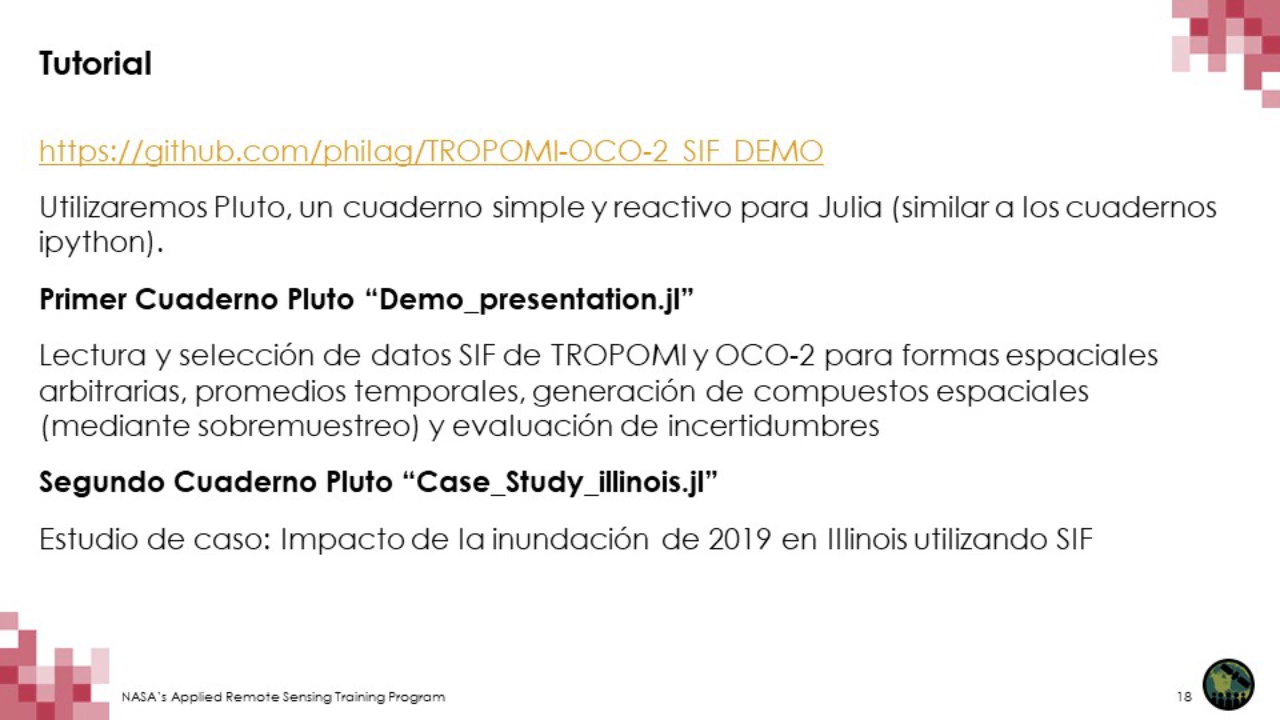 Tutorial
https://github.com/philag/TROPOMI-OCO-2_SIF_DEMO
Utilizaremos Pluto, un cuaderno simple y reactivo para Julia (similar a los cuadernos
ipython).
Primer Cuaderno Pluto “Demo_presentation.jl”
Lectura y selección de datos SIF de TROPOMI y OCO-2 para formas espaciales
arbitrarias, promedios temporales, generación de compuestos espaciales
(mediante sobremuestreo) y evaluación de incertidumbres
Segundo Cuaderno Pluto “Case_Study_illinois.jl”
Estudio de caso: Impacto de la inundación de 2019 en Illinois utilizando SIF
NASA’s Applied Remote Sensing Training Program
18